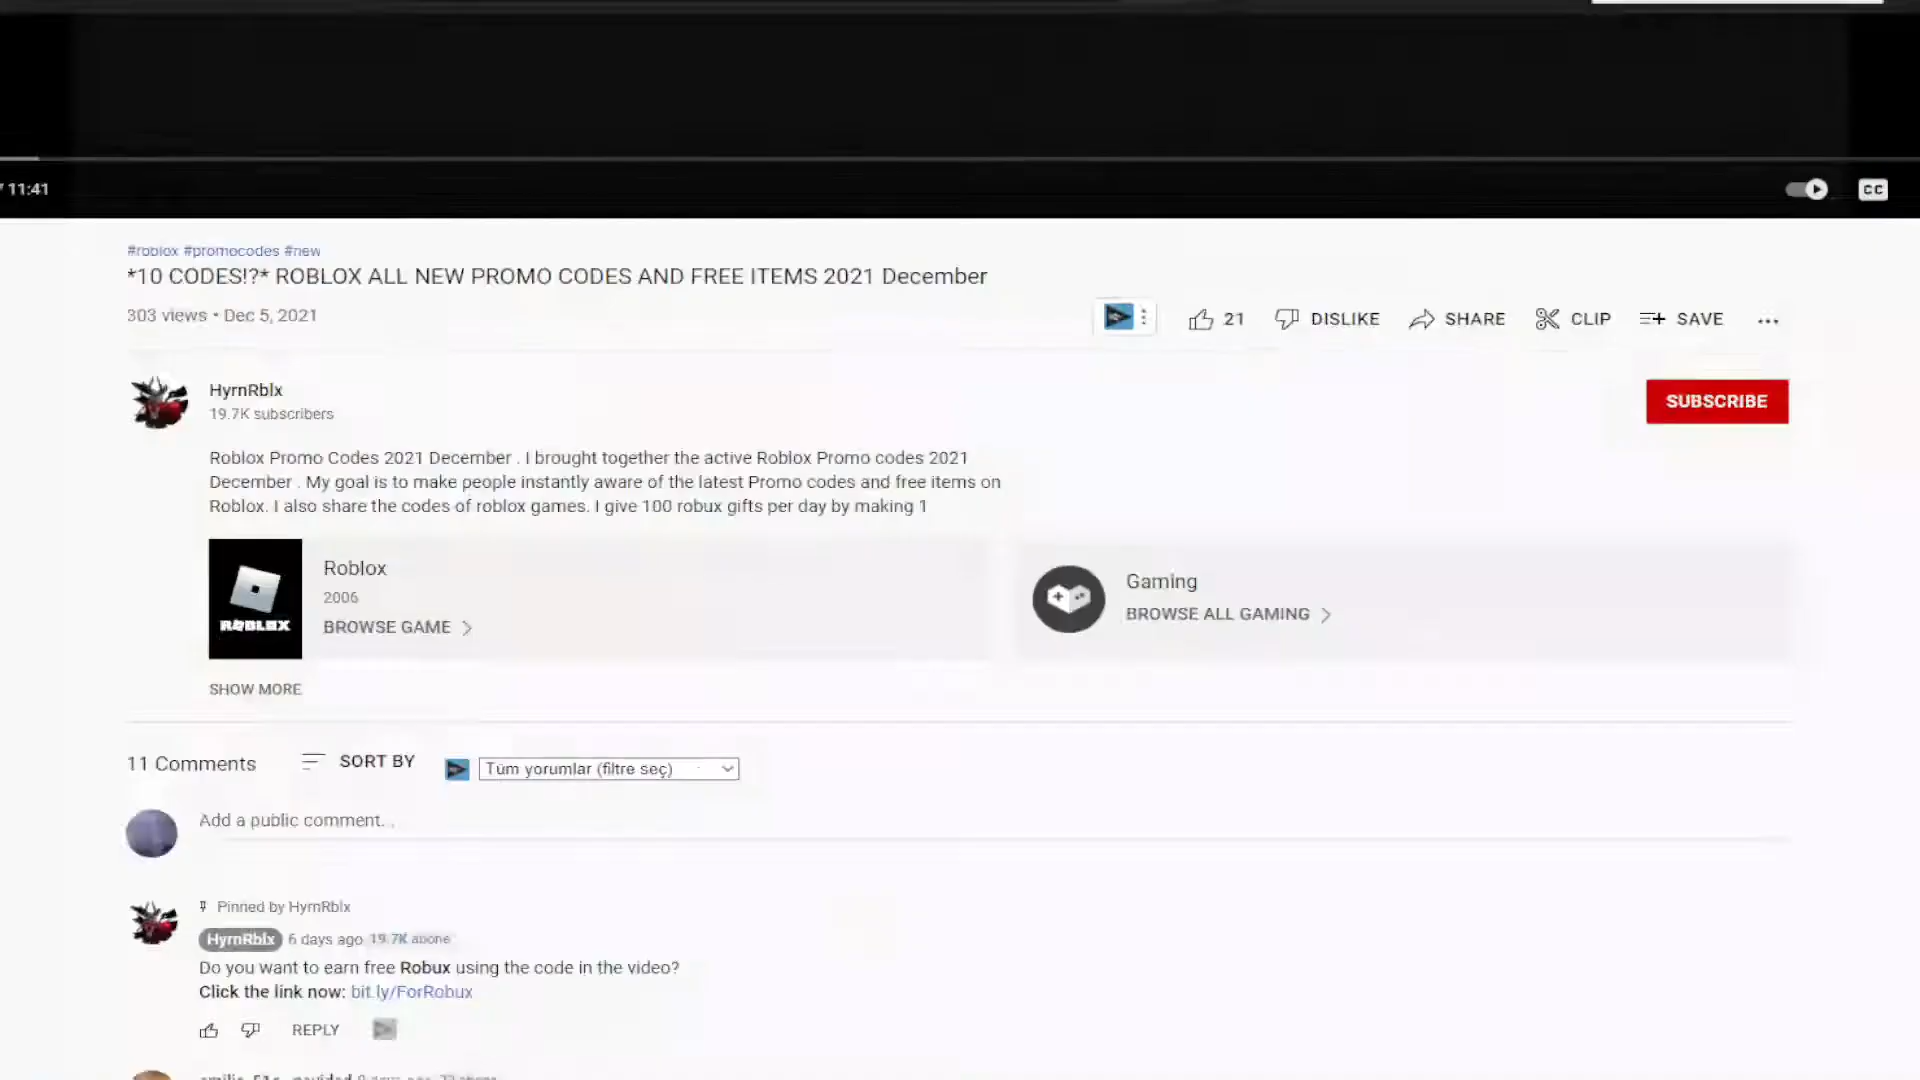 / 11:41
CC
#roblox #promocodes #new
*10 CODES!?* ROBLOX ALL NEW PROMO CODES AND FREE ITEMS 2021 December
303 views • Dec 5, 2021
21 DISLIKE SHARE CLIP SAVE ...
HyrnRblx
19.7K subscribers
SUBSCRIBE
Roblox Promo Codes 2021 December . I brought together the active Roblox Promo codes 2021
December . My goal is to make people instantly aware of the latest Promo codes and free items on
Roblox. I also share the codes of roblox games. I give 100 robux gifts per day by making 1
ROBLOX
Roblox
2006
BROWSE GAME
Gaming
BROWSE ALL GAMING
SHOW MORE
11 Comments SORT BY Tüm yorumlar (filtre seç)
Add a public comment...
Pinned by HyrnRblx
HyrnRblx 6 days ago 19.7K abone
Do you want to earn free Robux using the code in the video?
Click the link now: bit.ly/ForRobux
REPLY